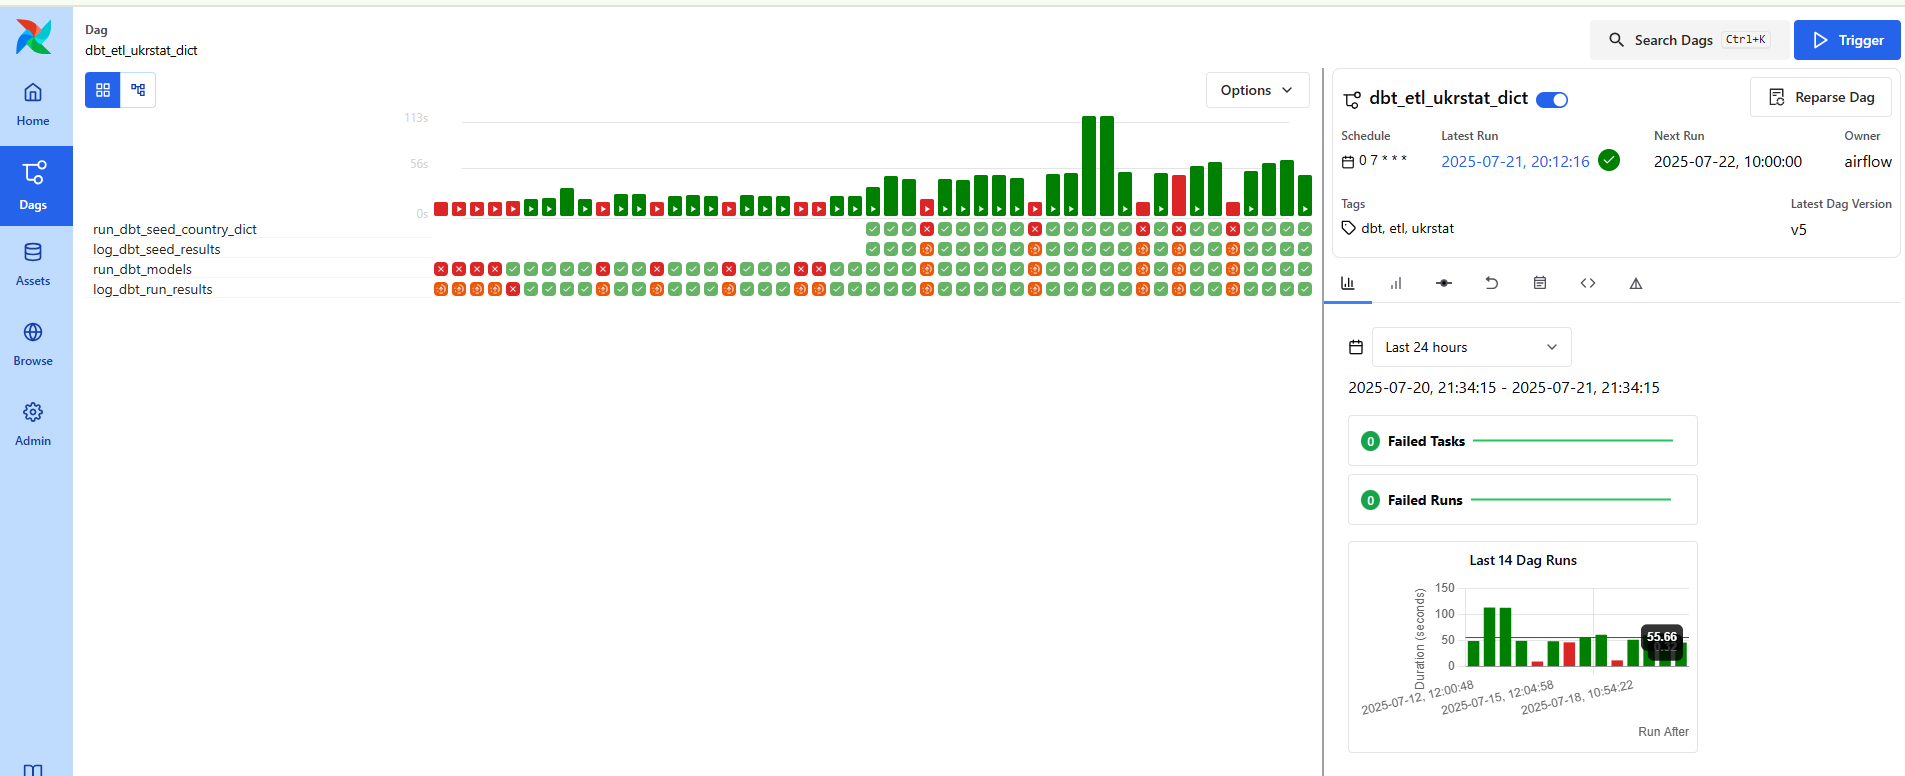 Dag
dbt_etl_ukrstat_dict
Search Dags Ctrl+K
Trigger
Home
Dags
Assets
Browse
Admin
Options
113s
56s
0s
run_dbt_seed_country_dict
log_dbt_seed_results
run_dbt_models
log_dbt_run_results
dbt_etl_ukrstat_dict
Reparse Dag
Schedule
0 7 * * *
Latest Run
2025-07-21, 20:12:16
Next Run
2025-07-22, 10:00:00
Owner
airflow
Tags
dbt, etl, ukrstat
Latest Dag Version
v5
Last 24 hours
2025-07-20, 21:34:15 - 2025-07-21, 21:34:15
0 Failed Tasks
0 Failed Runs
Last 14 Dag Runs
Duration (seconds)
150
100
50
0
55.66
0.32
2025-07-12, 12:00:48
2025-07-15, 12:04:58
2025-07-18, 10:54:22
Run After